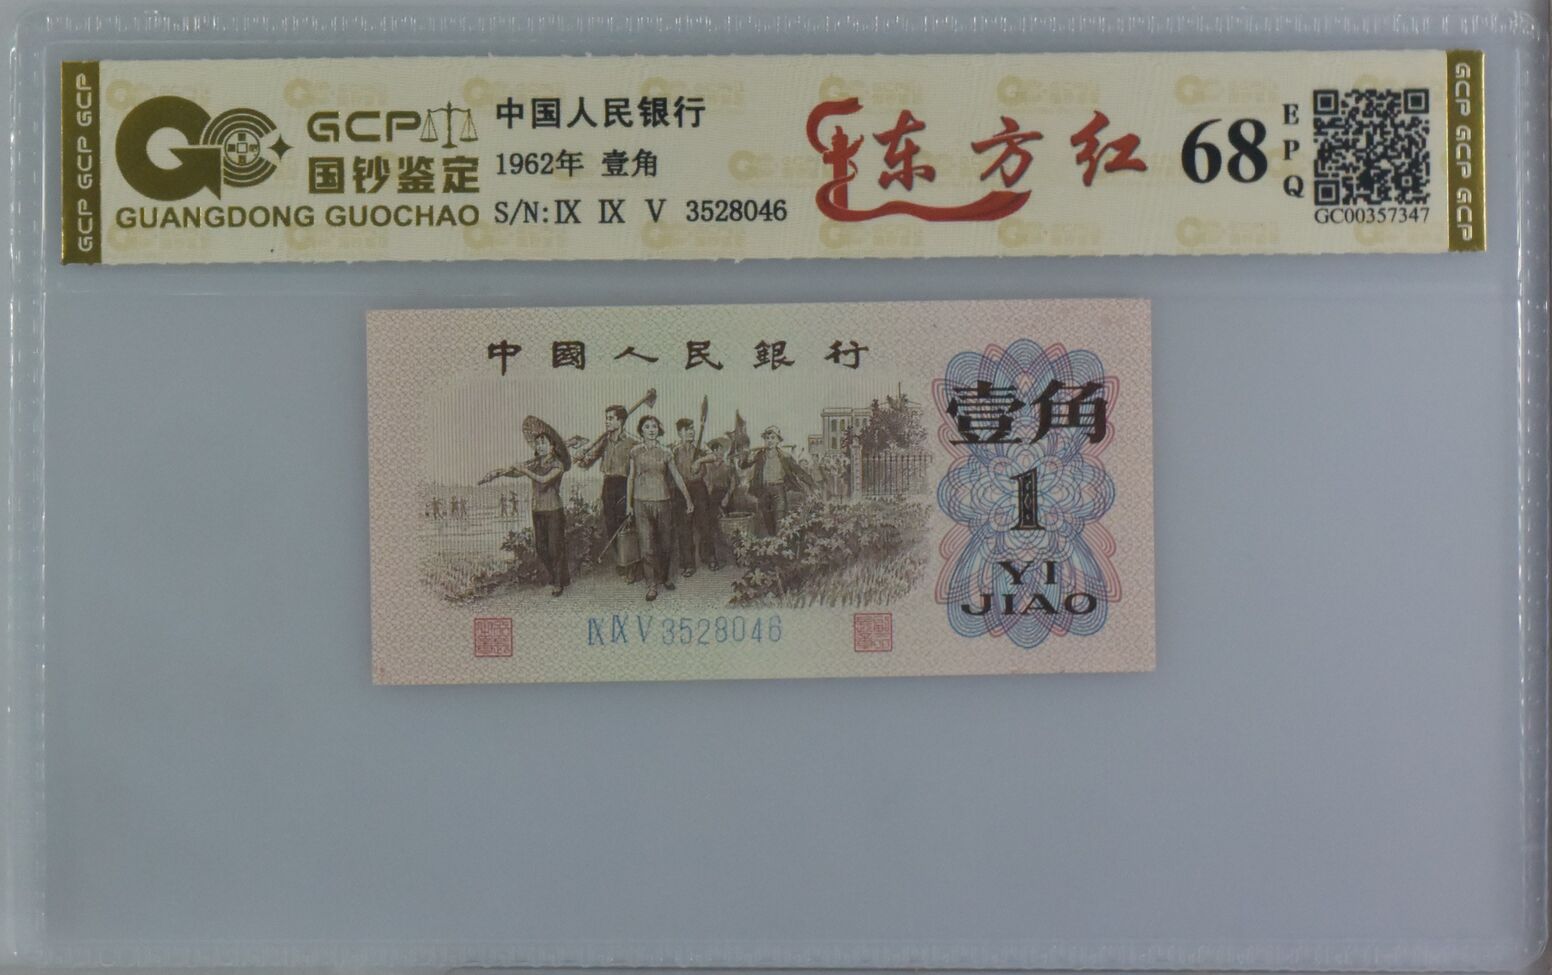 GCP GCP GCP
GCP
国钞鉴定
GUANGDONG GUOCHAO
中国人民银行
1962年 壹角
S/N: IX IX V 3528046
东方红
68
EPQ
GC00357347
GCP GCP GCP
中國人民銀行
壹角
1
YI
JIAO
IX IX V 3528046